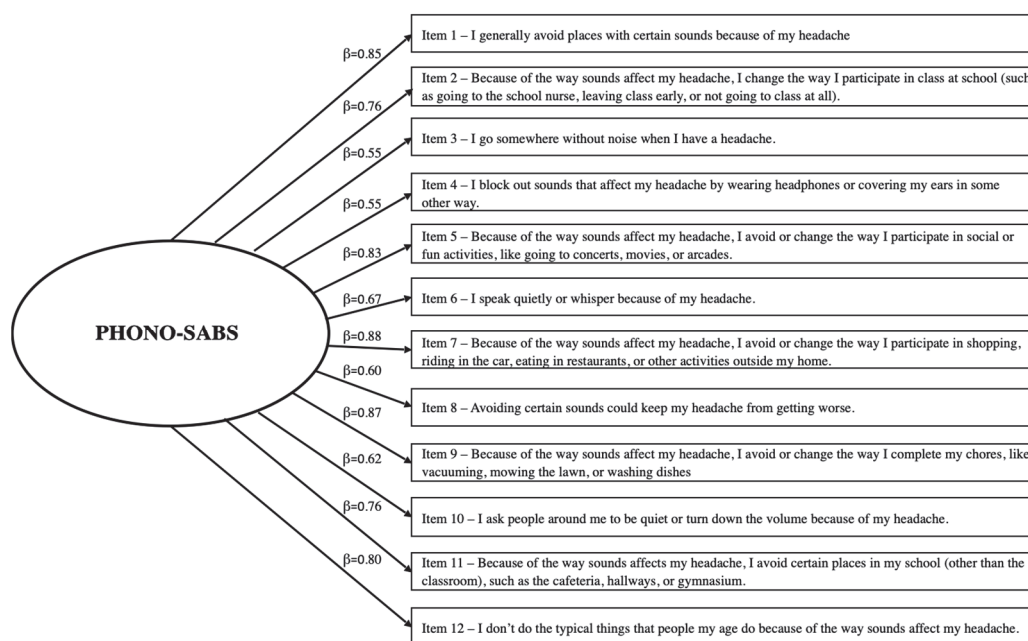 Item 1 – I generally avoid places with certain sounds because of my headache
β=0.85
Item 2 – Because of the way sounds affect my headache, I change the way I participate in class at school (such
as going to the school nurse, leaving class early, or not going to class at all).
β=0.76
Item 3 – I go somewhere without noise when I have a headache.
β=0.55
Item 4 – I block out sounds that affect my headache by wearing headphones or covering my ears in some
other way.
β=0.55
Item 5 – Because of the way sounds affect my headache, I avoid or change the way I participate in social or
fun activities, like going to concerts, movies, or arcades.
β=0.83
Item 6 – I speak quietly or whisper because of my headache.
β=0.67
PHONO-SABS
Item 7 – Because of the way sounds affect my headache, I avoid or change the way I participate in shopping,
riding in the car, eating in restaurants, or other activities outside my home.
β=0.88
Item 8 – Avoiding certain sounds could keep my headache from getting worse.
β=0.60
Item 9 – Because of the way sounds affect my headache, I avoid or change the way I complete my chores, like
vacuuming, mowing the lawn, or washing dishes
β=0.87
Item 10 – I ask people around me to be quiet or turn down the volume because of my headache.
β=0.62
Item 11 – Because of the way sounds affects my headache, I avoid certain places in my school (other than the
classroom), such as the cafeteria, hallways, or gymnasium.
β=0.76
Item 12 – I don't do the typical things that people my age do because of the way sounds affect my headache.
β=0.80